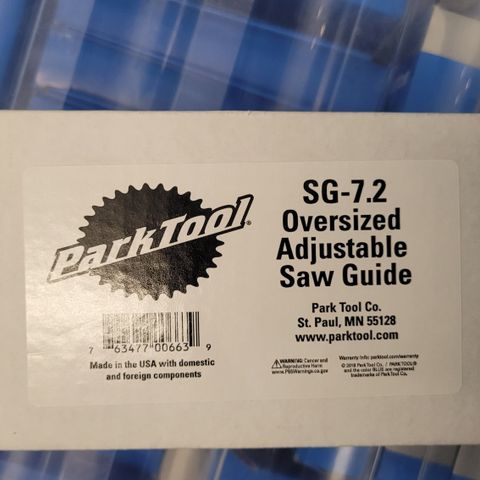 ParkTool®
SG-7.2
Oversized
Adjustable
Saw Guide
Park Tool Co.
St. Paul, MN 55128
www.parktool.com
7 63477 00663 9
Made in the USA with domestic
and foreign components
WARNING: Cancer and
Reproductive Harm
www.P65Warnings.ca.gov
Warranty Info: parktool.com/warranty
© 2018 Park Tool Co. / PARK TOOL®
and the color BLUE are registered
trademarks of Park Tool Co.